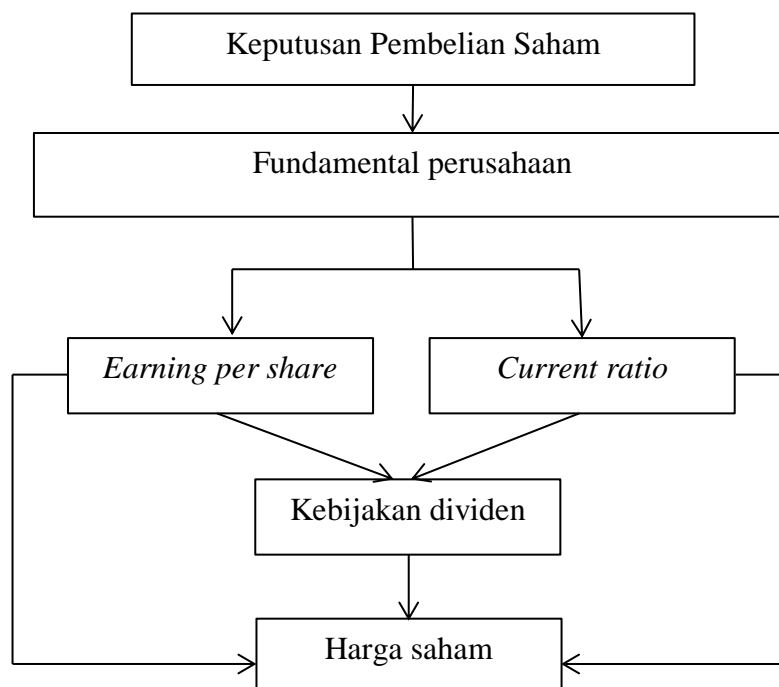 Keputusan Pembelian Saham
Fundamental perusahaan
Earning per share
Current ratio
Kebijakan dividen
Harga saham